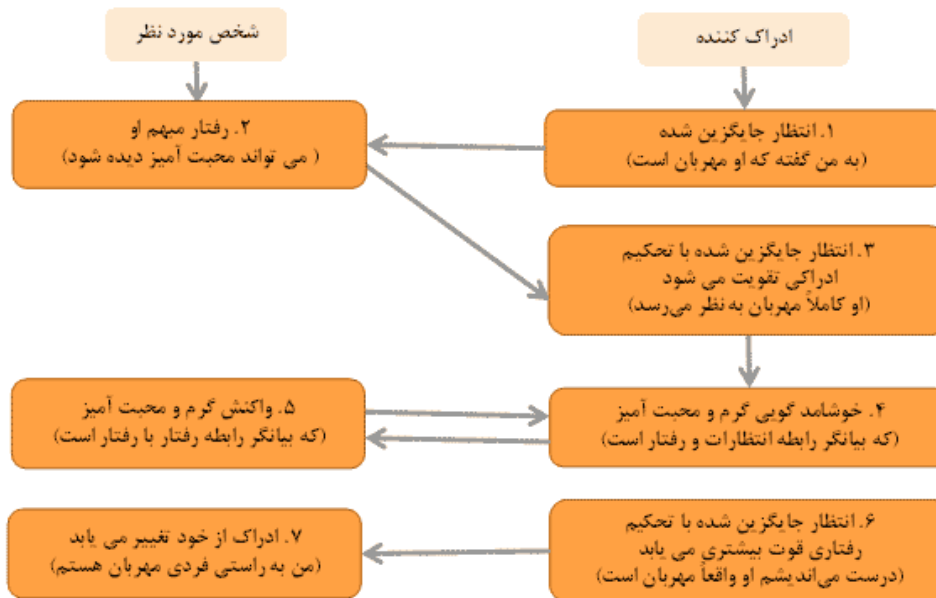 ادراک کننده
شخص مورد نظر
۱. انتظار جایگزین شده
(به من گفته که او مهربان است)
۲. رفتار مبهم او
( می تواند محبت آمیز دیده شود)
۳. انتظار جایگزین شده با تحکیم
ادراکی تقویت می شود
(او کاملاً مهربان به نظر می‌رسد)
۴. خوشامد گویی گرم و محبت آمیز
(که بیانگر رابطه انتظارات و رفتار است)
۵. واکنش گرم و محبت آمیز
(که بیانگر رابطه رفتار با رفتار است)
۶. انتظار جایگزین شده با تحکیم
رفتاری قوت بیشتری می یابد
(درست می‌اندیشم او واقعاً مهربان است)
۷. ادراک از خود تغییر می یابد
(من به راستی فردی مهربان هستم)